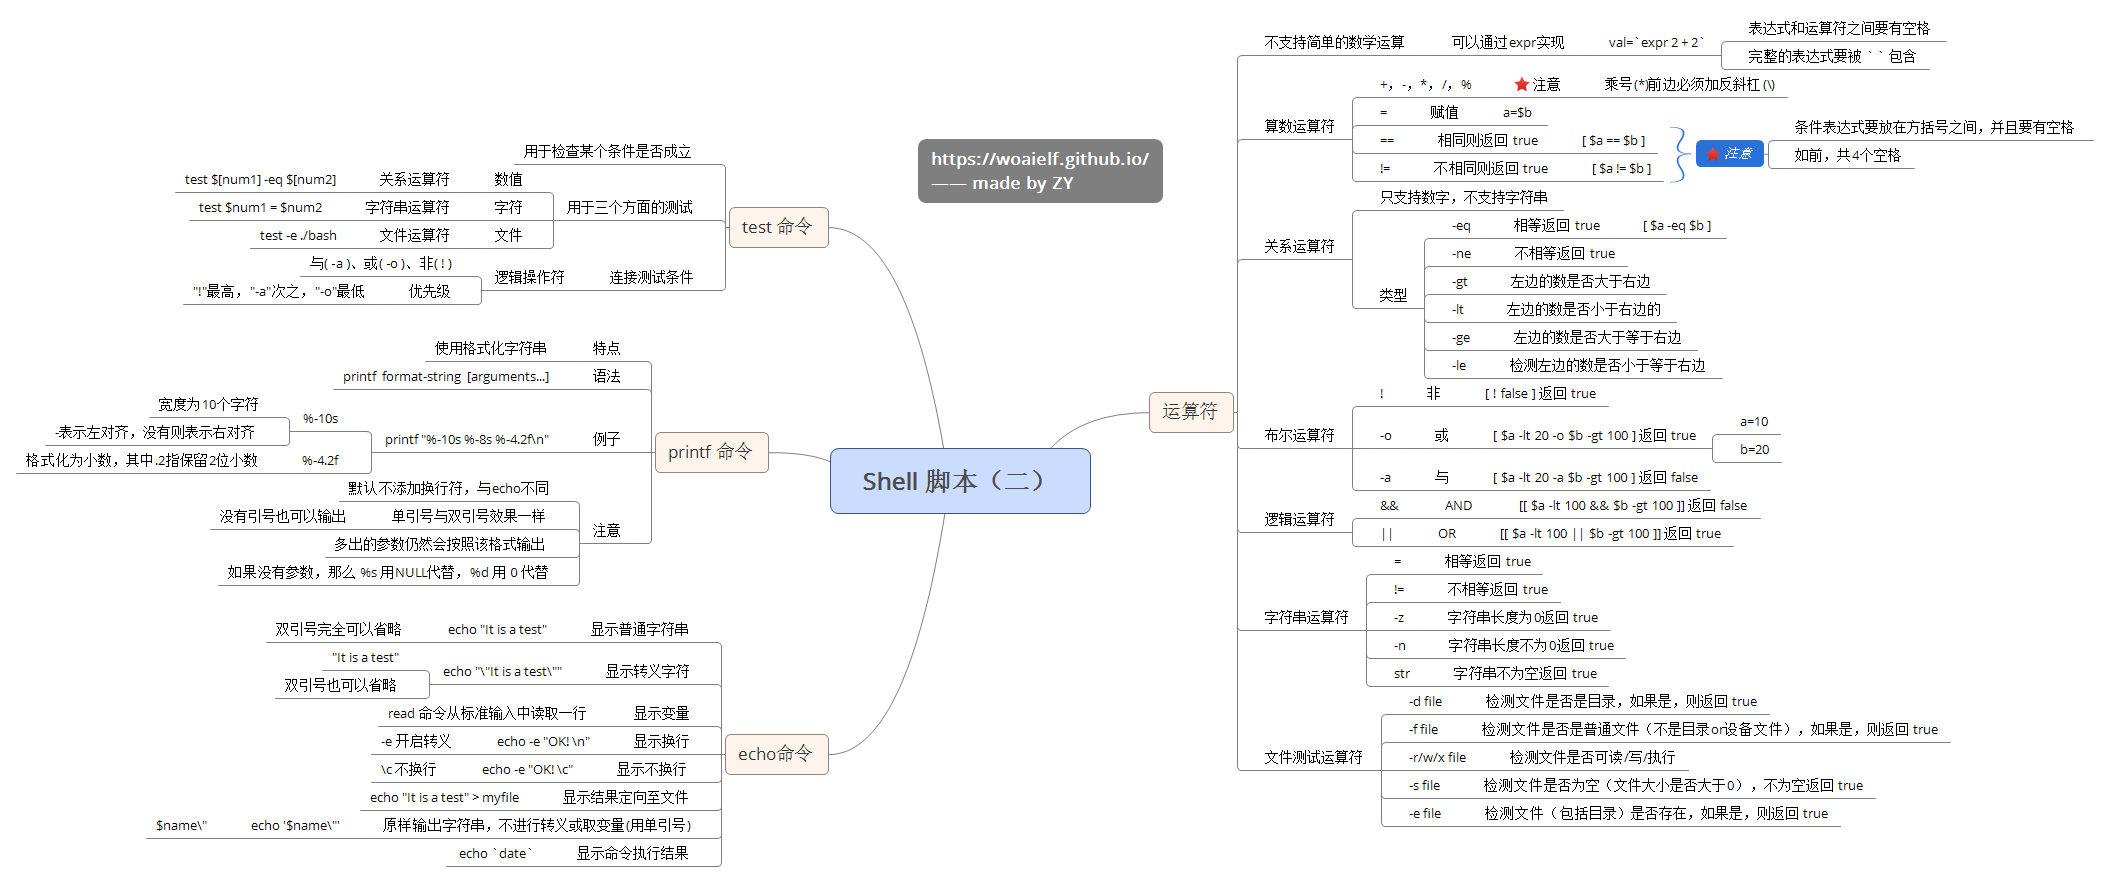 Shell 脚本（二）
https://woaielf.github.io/
—— made by ZY
运算符
不支持简单的数学运算 可以通过expr实现 val=`expr 2 + 2`
表达式和运算符之间要有空格
完整的表达式要被 ` ` 包含
算数运算符
+，-，*，/，% 注意 乘号(*)前边必须加反斜杠 (\)
= 赋值 a=$b
== 相同则返回 true [ $a == $b ]
!= 不相同则返回 true [ $a != $b ]
注意
条件表达式要放在方括号之间，并且要有空格
如前，共4个空格
关系运算符
只支持数字，不支持字符串
类型
-eq 相等返回 true [ $a -eq $b ]
-ne 不相等返回 true
-gt 左边的数是否大于右边
-lt 左边的数是否小于右边的
-ge 左边的数是否大于等于右边
-le 检测左边的数是否小于等于右边
布尔运算符
! 非 [ ! false ] 返回 true
-o 或 [ $a -lt 20 -o $b -gt 100 ] 返回 true
a=10
b=20
-a 与 [ $a -lt 20 -a $b -gt 100 ] 返回 false
逻辑运算符
&& AND [[ $a -lt 100 && $b -gt 100 ]] 返回 false
|| OR [[ $a -lt 100 || $b -gt 100 ]] 返回 true
字符串运算符
= 相等返回 true
!= 不相等返回 true
-z 字符串长度为0返回 true
-n 字符串长度不为0返回 true
str 字符串不为空返回 true
文件测试运算符
-d file 检测文件是否是目录，如果是，则返回 true
-f file 检测文件是否是普通文件（不是目录or设备文件），如果是，则返回 true
-r/w/x file 检测文件是否可读/写/执行
-s file 检测文件是否为空（文件大小是否大于0），不为空返回 true
-e file 检测文件（包括目录）是否存在，如果是，则返回 true
test 命令
用于检查某个条件是否成立
用于三个方面的测试
test $[num1] -eq $[num2] 关系运算符 数值
test $num1 = $num2 字符串运算符 字符
test -e ./bash 文件运算符 文件
连接测试条件
逻辑操作符
与( -a )、或( -o )、非( ! )
"!"最高，"-a"次之，"-o"最低 优先级
printf 命令
使用格式化字符串 特点
printf format-string [arguments...] 语法
printf "%-10s %-8s %-4.2f\n" 例子
宽度为10个字符
%-10s
-表示左对齐，没有则表示右对齐
格式化为小数，其中.2指保留2位小数 %-4.2f
注意
默认不添加换行符，与echo不同
没有引号也可以输出 单引号与双引号效果一样
多出的参数仍然会按照该格式输出
如果没有参数，那么 %s 用NULL代替，%d 用 0 代替
echo命令
双引号完全可以省略 echo "It is a test" 显示普通字符串
"It is a test"
echo "\"It is a test\"" 显示转义字符
双引号也可以省略
read 命令从标准输入中读取一行 显示变量
-e 开启转义 echo -e "OK! \n" 显示换行
\c 不换行 echo -e "OK! \c" 显示不换行
echo "It is a test" > myfile 显示结果定向至文件
$name\" echo '$name\"' 原样输出字符串，不进行转义或取变量(用单引号)
echo `date` 显示命令执行结果